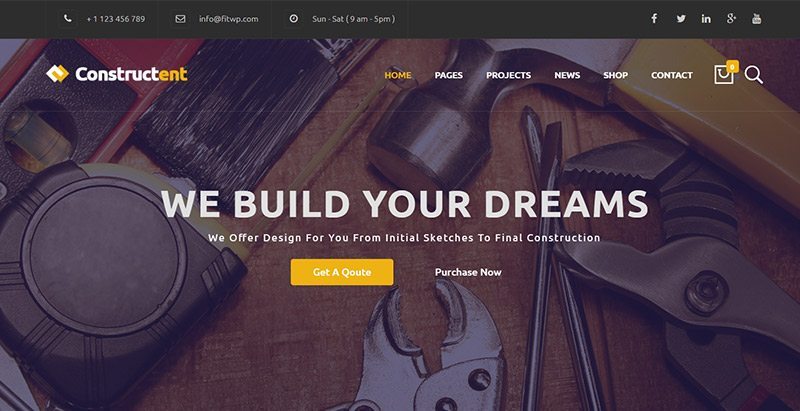 + 1 123 456 789 info@fitwp.com Sun - Sat ( 9 am - 5pm )
Constructent HOME PAGES PROJECTS NEWS SHOP CONTACT 0
WE BUILD YOUR DREAMS
We Offer Design For You From Initial Sketches To Final Construction
Get A Qoute Purchase Now